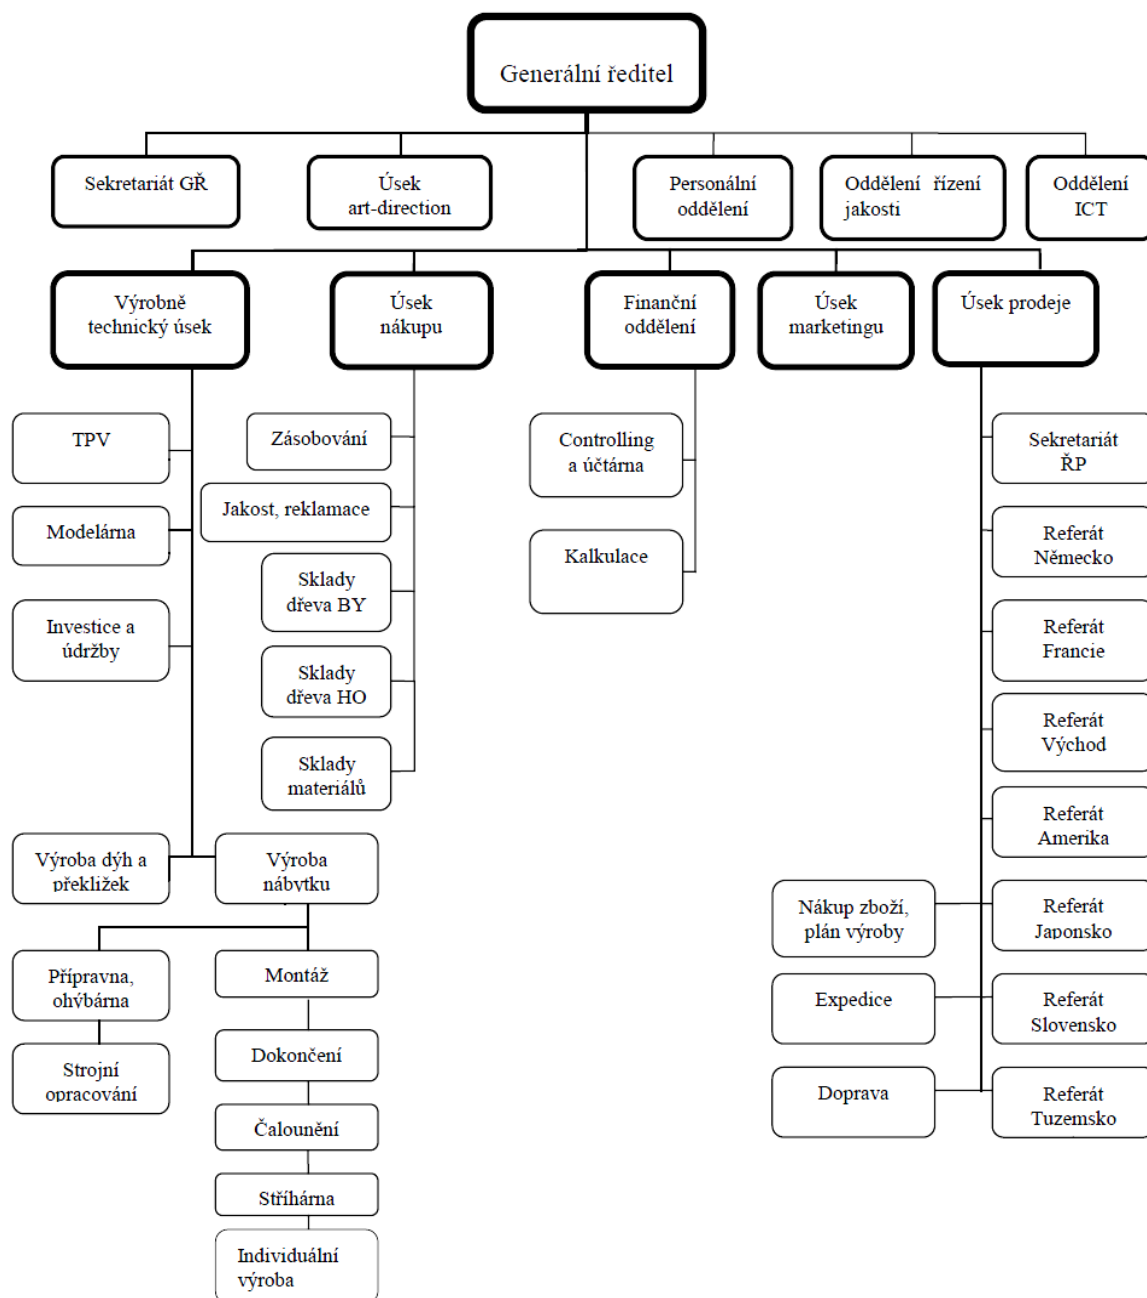 Generální ředitel
Sekretariát GŘ
Úsek
art-direction
Personální
oddělení
Oddělení řízení
jakosti
Oddělení
ICT
Výrobně
technický úsek
Úsek
nákupu
Finanční
oddělení
Úsek
marketingu
Úsek prodeje
TPV
Modelárna
Investice a
údržby
Zásobování
Jakost, reklamace
Sklady
dřeva BY
Sklady
dřeva HO
Sklady
materiálů
Controlling
a účtárna
Kalkulace
Sekretariát
ŘP
Referát
Německo
Referát
Francie
Referát
Východ
Referát
Amerika
Výroba dýh a
překližek
Výroba
nábytku
Nákup zboží,
plán výroby
Referát
Japonsko
Přípravna,
ohýbárna
Montáž
Expedice
Referát
Slovensko
Strojní
opracování
Dokončení
Doprava
Referát
Tuzemsko
Čalounění
Stříhárna
Individuální
výroba